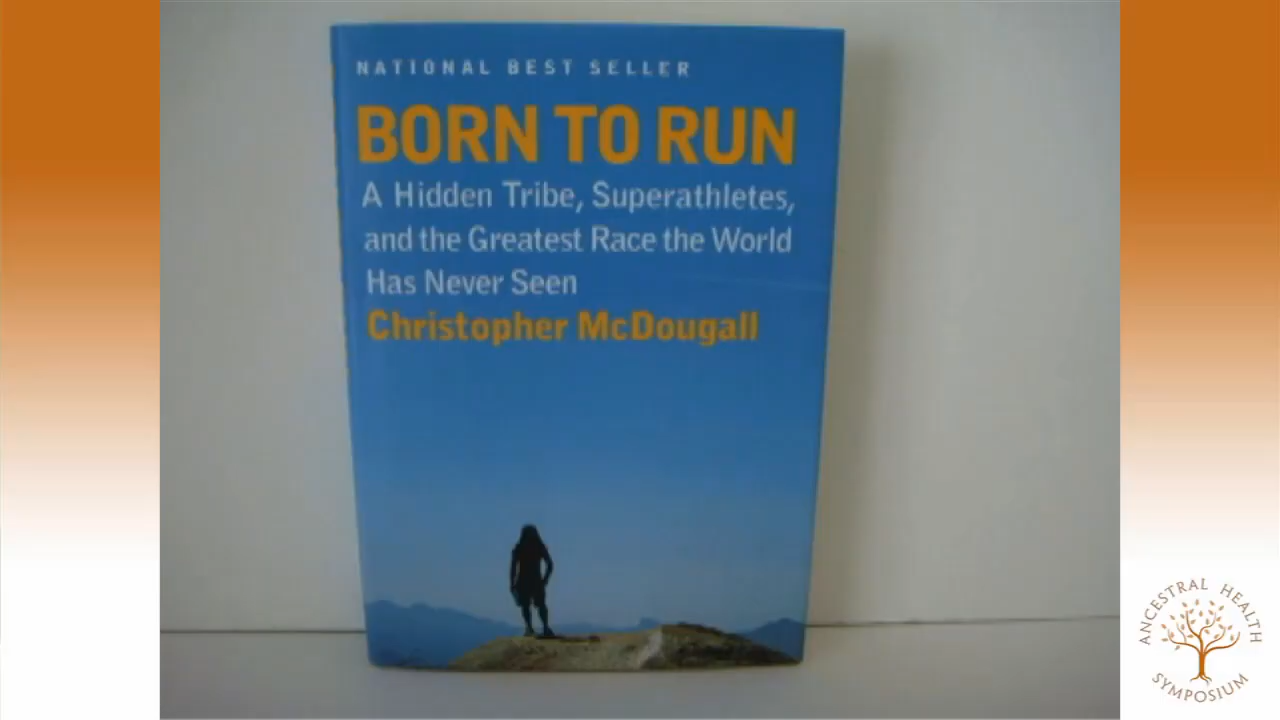 NATIONAL BEST SELLER
BORN TO RUN
A Hidden Tribe, Superathletes,
and the Greatest Race the World
Has Never Seen
Christopher McDougall
ANCESTRAL HEALTH
SYMPOSIUM